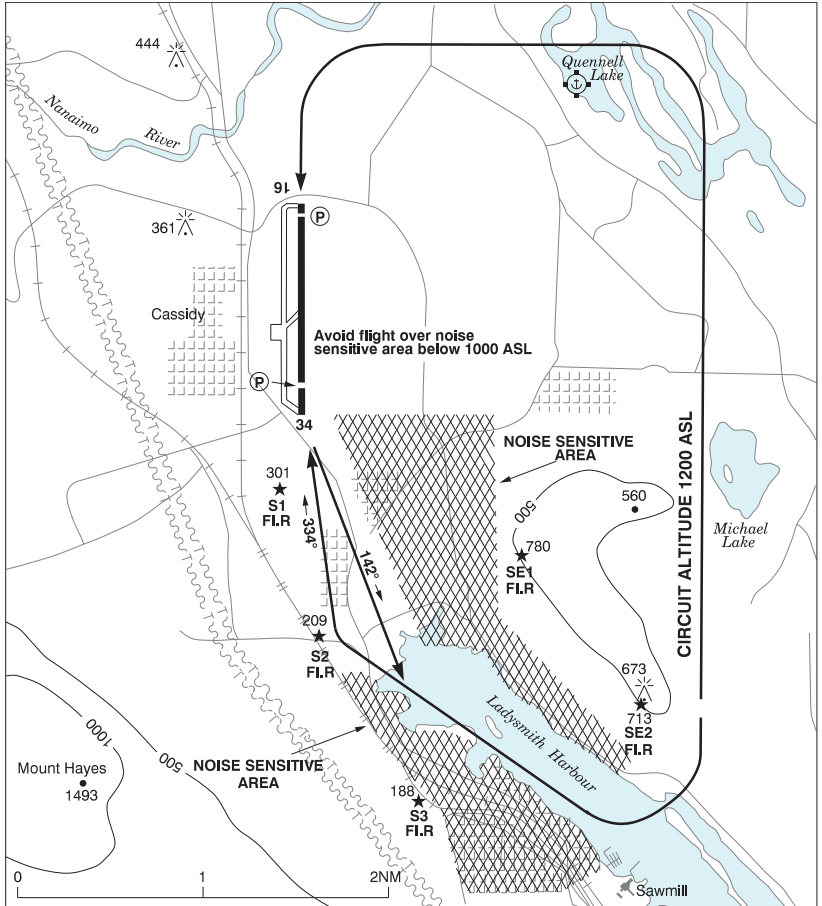 444
Quennell
Lake
Nanaimo
River
16
P
361
Cassidy
Avoid flight over noise
sensitive area below 1000 ASL
P
34
NOISE SENSITIVE
AREA
301
S1
Fl.R
334°
142°
500
560
780
SE1
Fl.R
Michael
Lake
CIRCUIT ALTITUDE 1200 ASL
209
S2
Fl.R
673
713
SE2
Fl.R
Ladysmith Harbour
1000
500
Mount Hayes
1493
NOISE SENSITIVE
AREA
188
S3
Fl.R
0
1
2NM
Sawmill